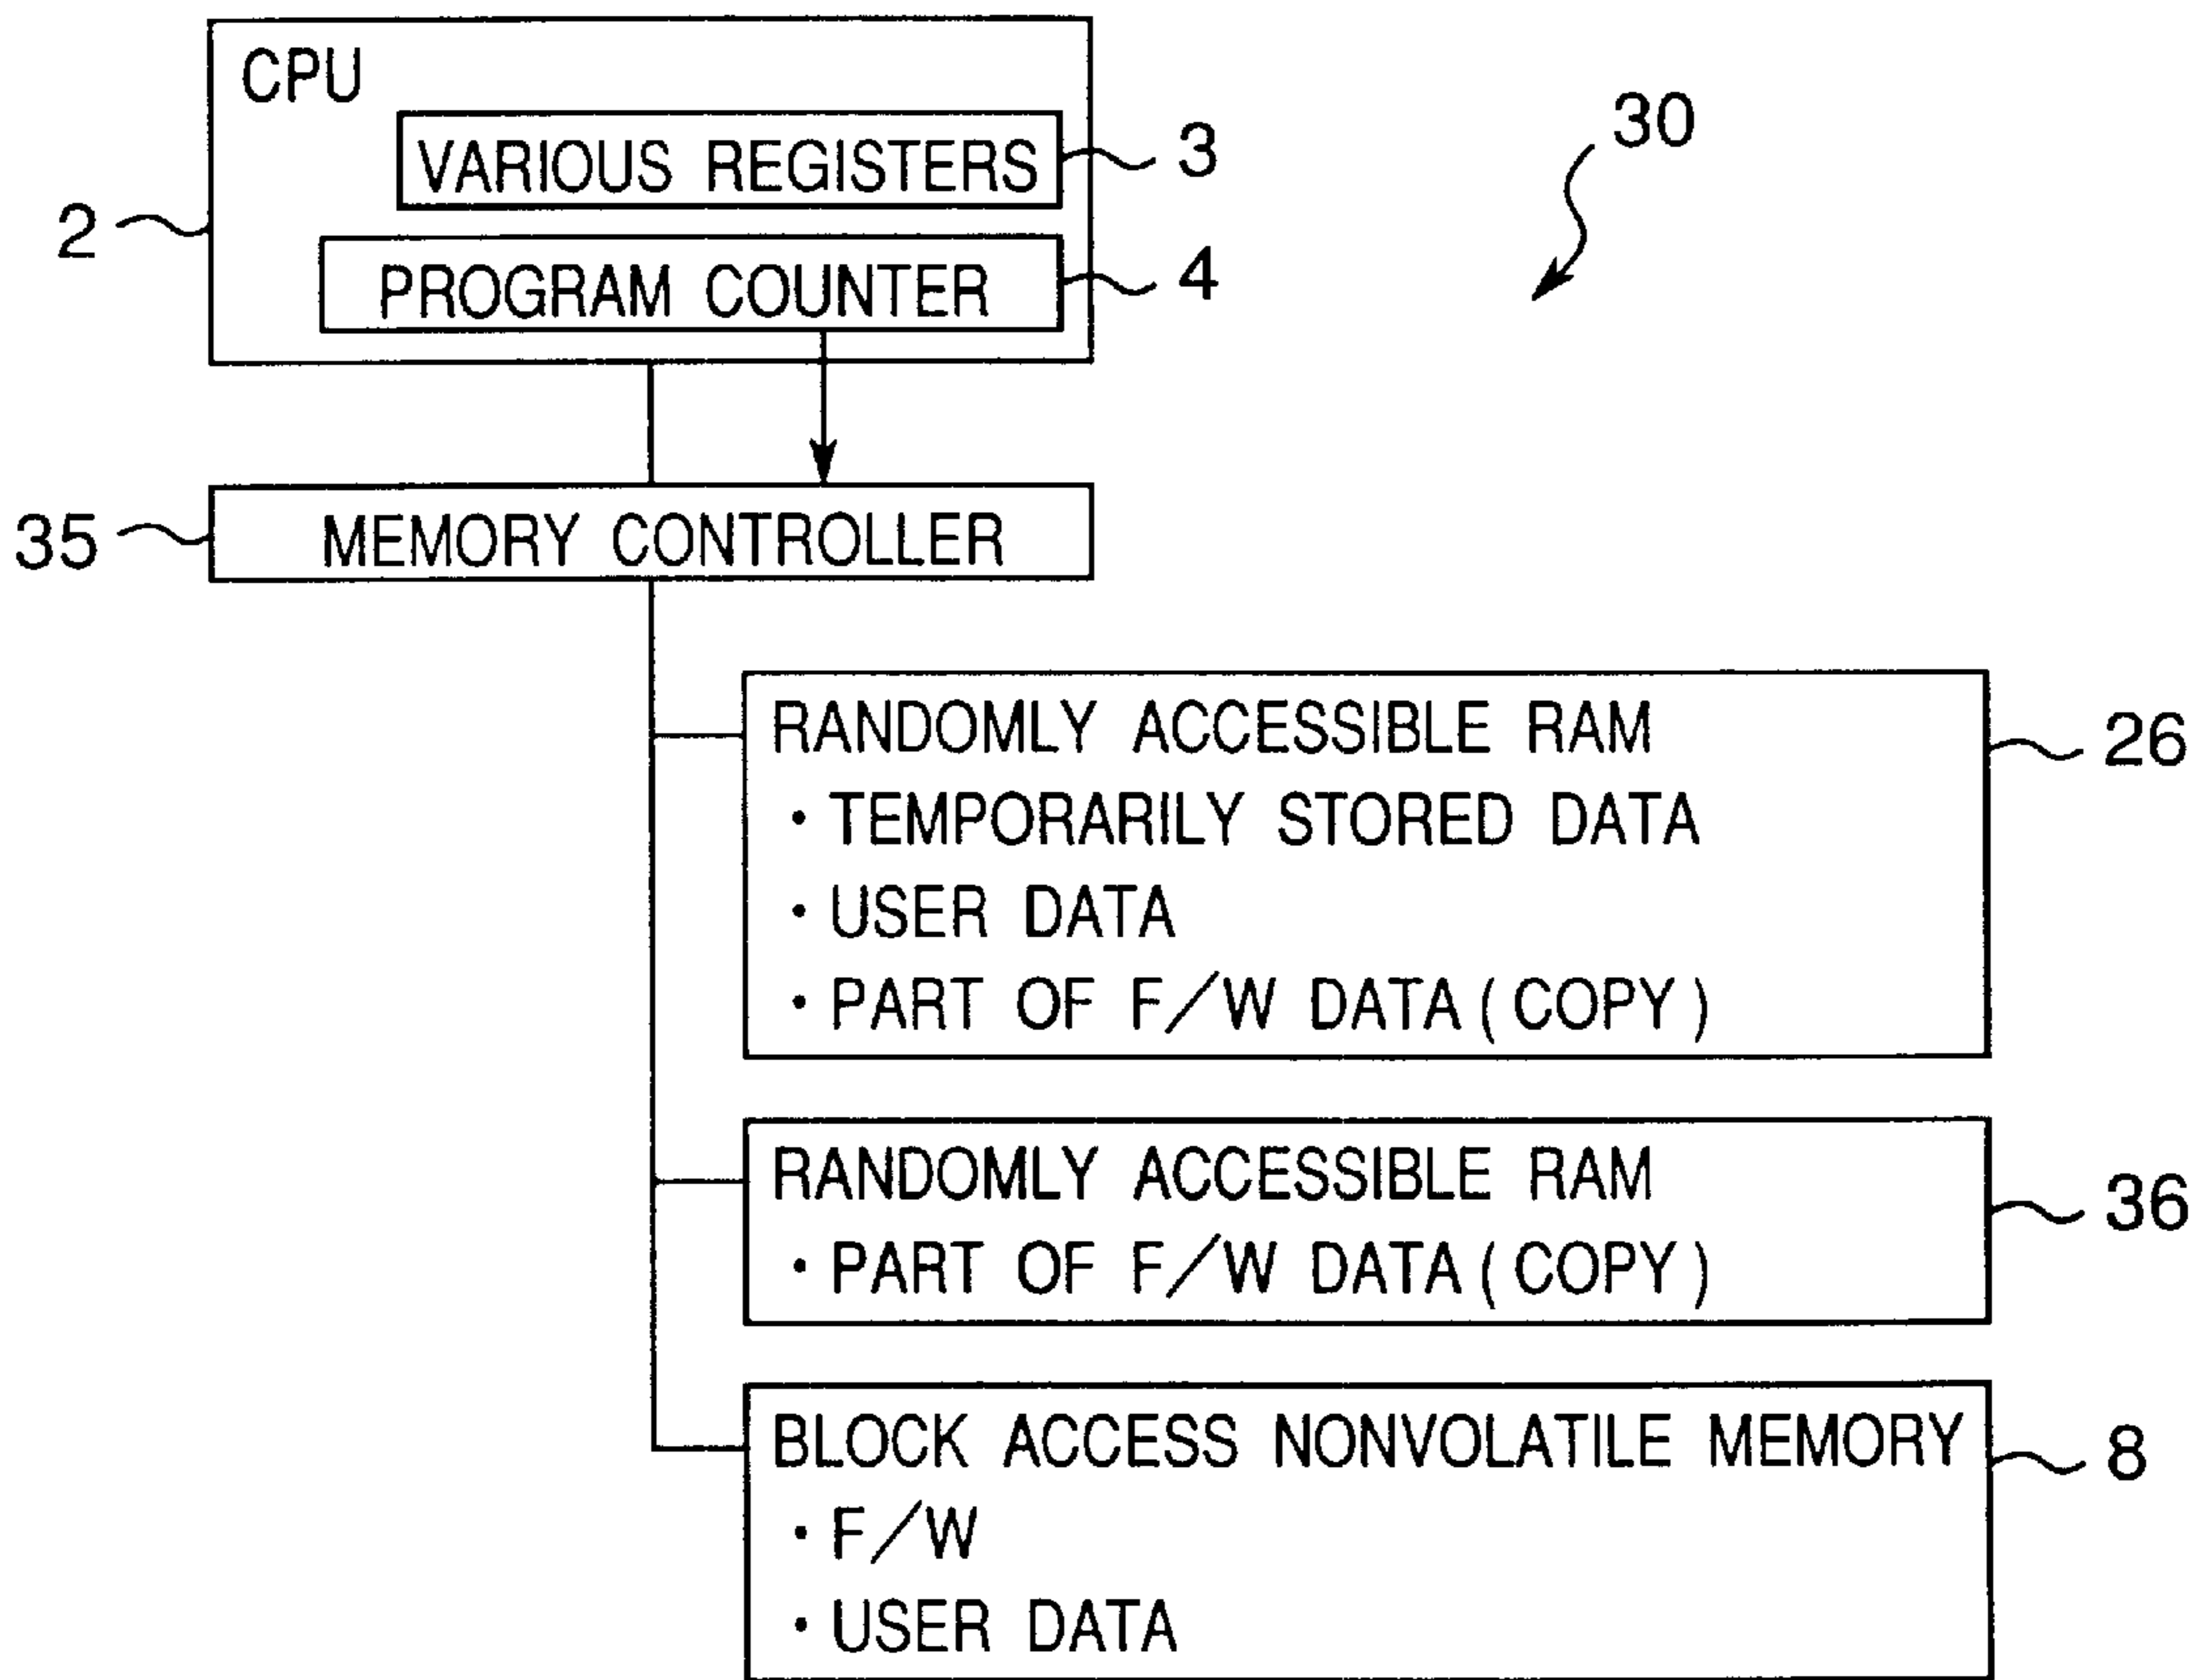 CPU
VARIOUS REGISTERS
3
30
2
PROGRAM COUNTER
4
35
MEMORY CONTROLLER
RANDOMLY ACCESSIBLE RAM
26
・TEMPORARILY STORED DATA
・USER DATA
・PART OF F/W DATA(COPY)
RANDOMLY ACCESSIBLE RAM
36
・PART OF F/W DATA(COPY)
BLOCK ACCESS NONVOLATILE MEMORY
8
・F/W
・USER DATA